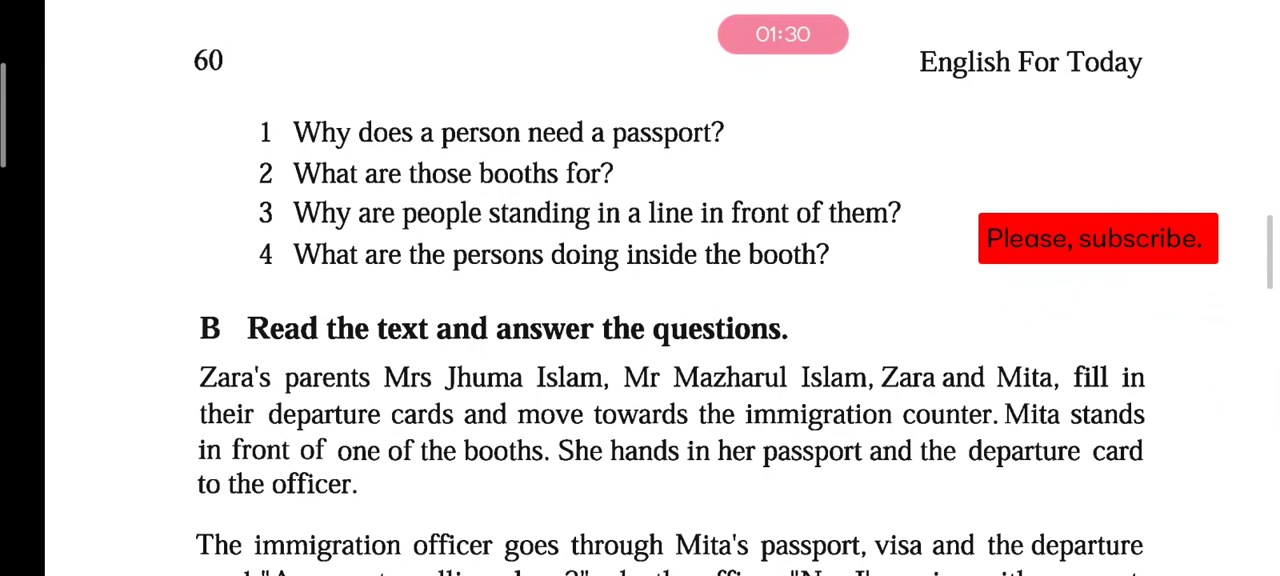 01:30
60 English For Today
1 Why does a person need a passport?
2 What are those booths for?
3 Why are people standing in a line in front of them?
Please, subscribe.
4 What are the persons doing inside the booth?
B Read the text and answer the questions.
Zara's parents Mrs Jhuma Islam, Mr Mazharul Islam, Zara and Mita, fill in
their departure cards and move towards the immigration counter. Mita stands
in front of one of the booths. She hands in her passport and the departure card
to the officer.
The immigration officer goes through Mita's passport, visa and the departure